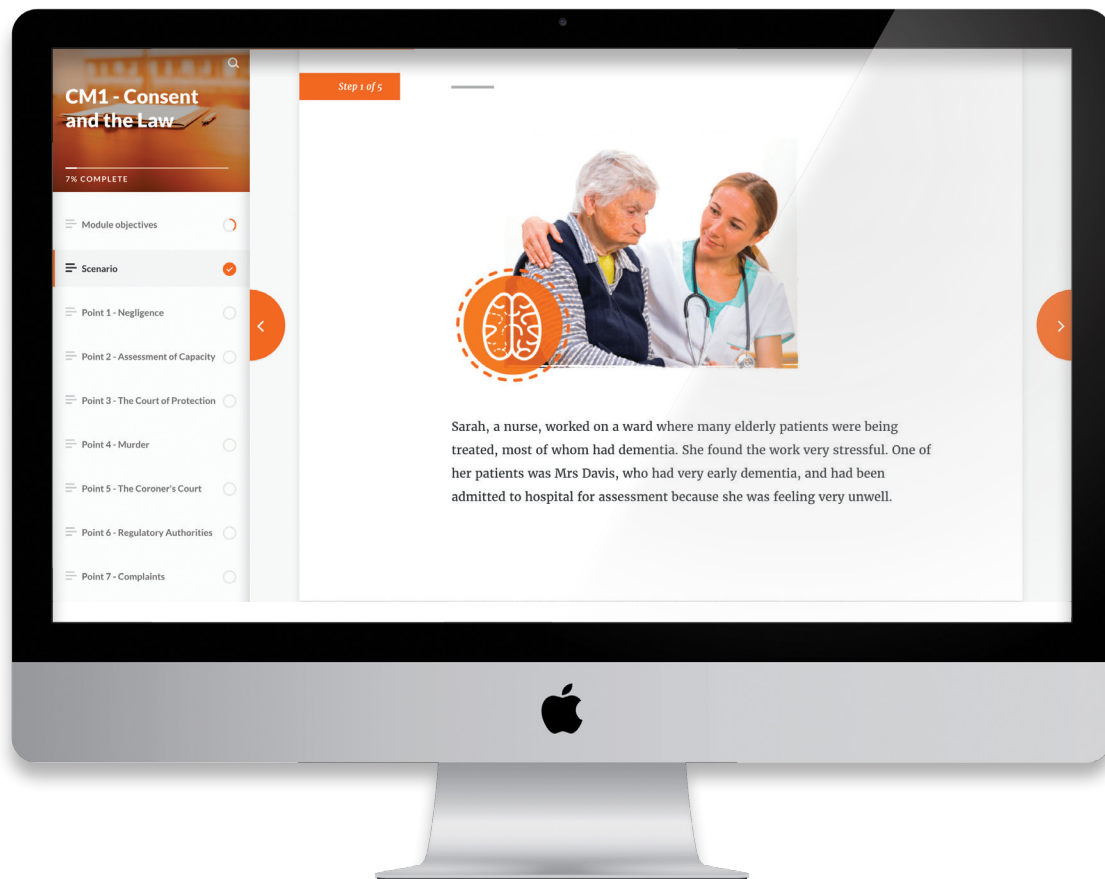 CM1 - Consent
and the Law
7% COMPLETE
Module objectives
Scenario
Point 1 - Negligence
Point 2 - Assessment of Capacity
Point 3 - The Court of Protection
Point 4 - Murder
Point 5 - The Coroner's Court
Point 6 - Regulatory Authorities
Point 7 - Complaints
Step 1 of 5
Sarah, a nurse, worked on a ward where many elderly patients were being
treated, most of whom had dementia. She found the work very stressful. One of
her patients was Mrs Davis, who had very early dementia, and had been
admitted to hospital for assessment because she was feeling very unwell.